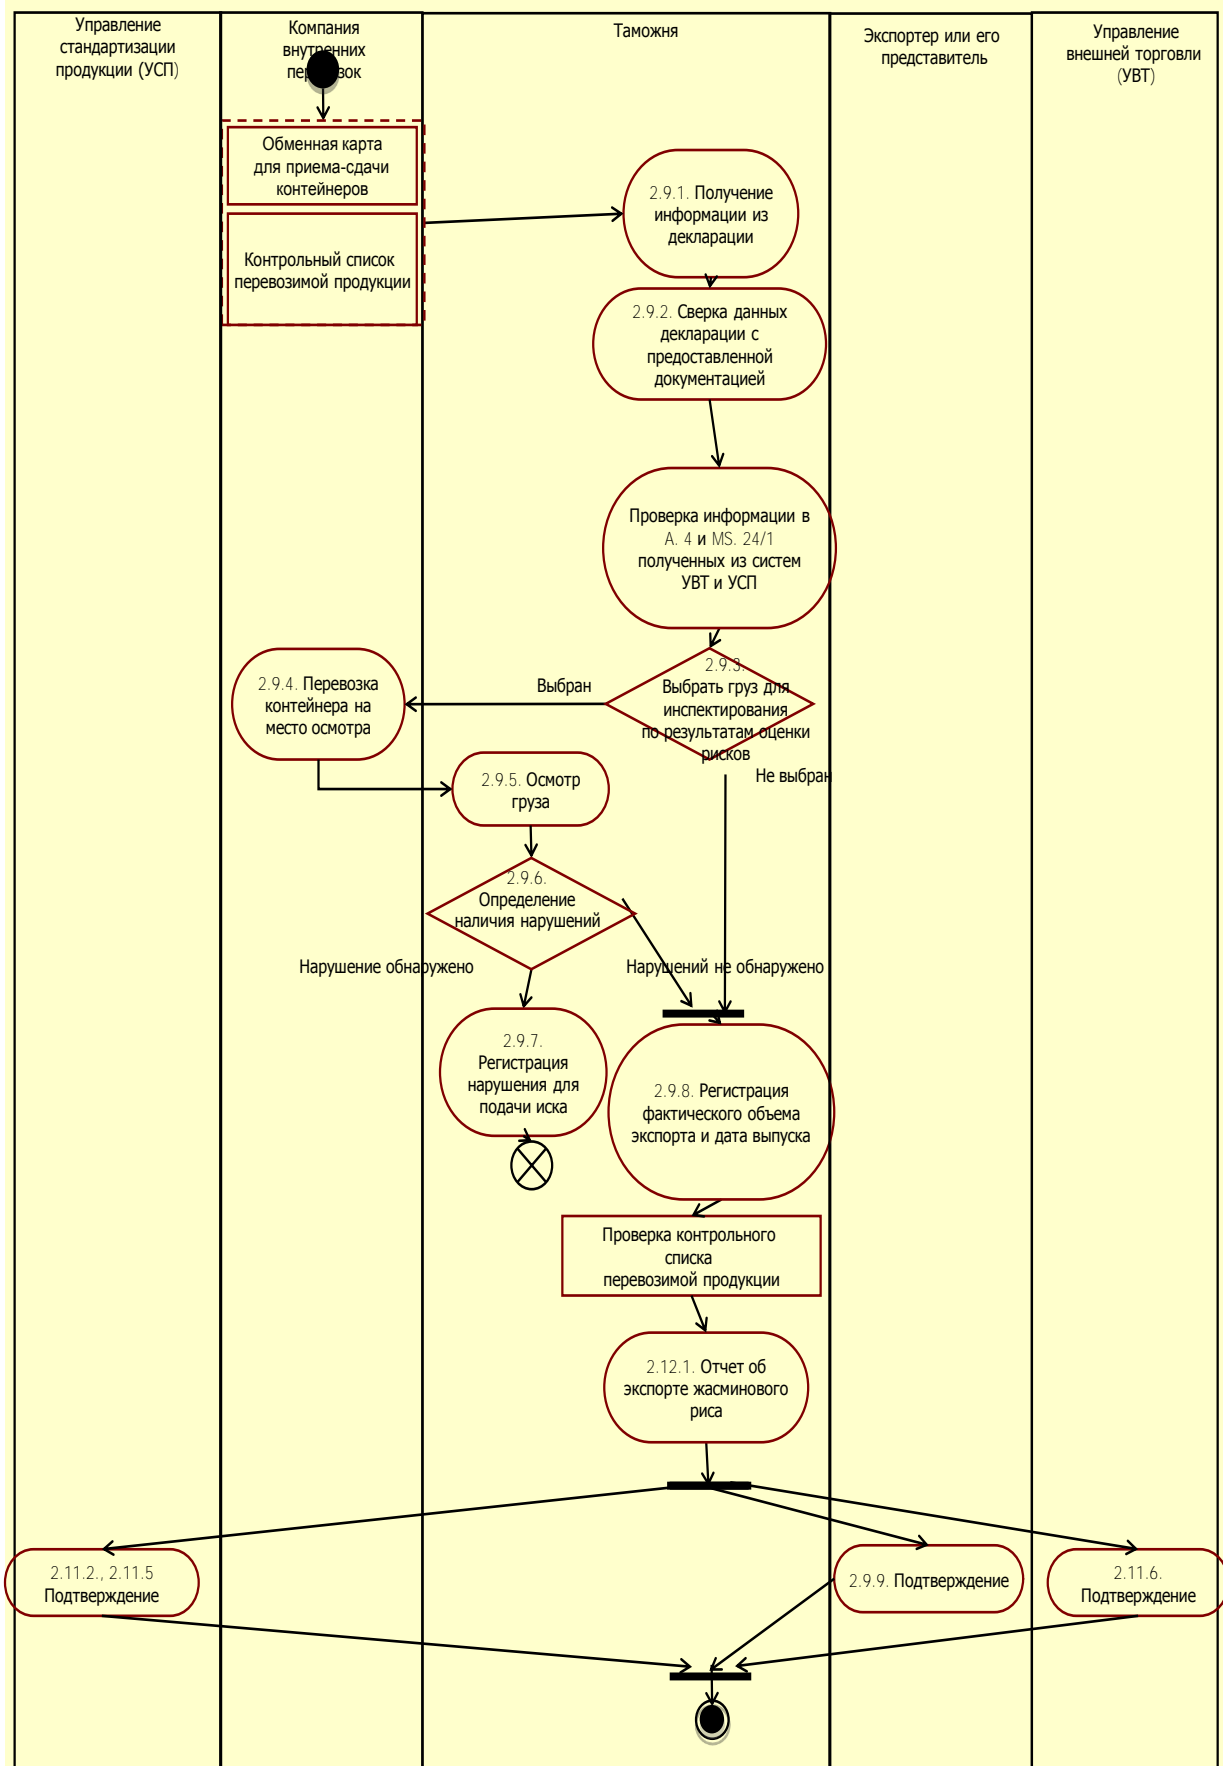 Управление
стандартизации
продукции (УСП)
Компания
внутренних
Таможня
Экспортер или его
представитель
Управление
внешней торговли
(УВТ)
Обменная карта
для приема-сдачи
контейнеров
Контрольный список
перевозимой продукции
2.9.1. Получение
информации из
декларации
2.9.2. Сверка данных
декларации с
предоставленной
документацией
Проверка информации в
А. 4 и MS. 24/1
полученных из систем
УВТ и УСП
2.9.3.
Выбрать груз для
инспектирования
по результатам оценки
рисков
Выбран
Не выбран
2.9.4. Перевозка
контейнера на
место осмотра
2.9.5. Осмотр
груза
2.9.6.
Определение
наличия нарушений
Нарушение обнаружено
Нарушений не обнаружено
2.9.7.
Регистрация
нарушения для
подачи иска
2.9.8. Регистрация
фактического объема
экспорта и дата выпуска
Проверка контрольного
списка
перевозимой продукции
2.12.1. Отчет об
экспорте жасминового
риса
2.11.2., 2.11.5
Подтверждение
2.9.9. Подтверждение
2.11.6.
Подтверждение